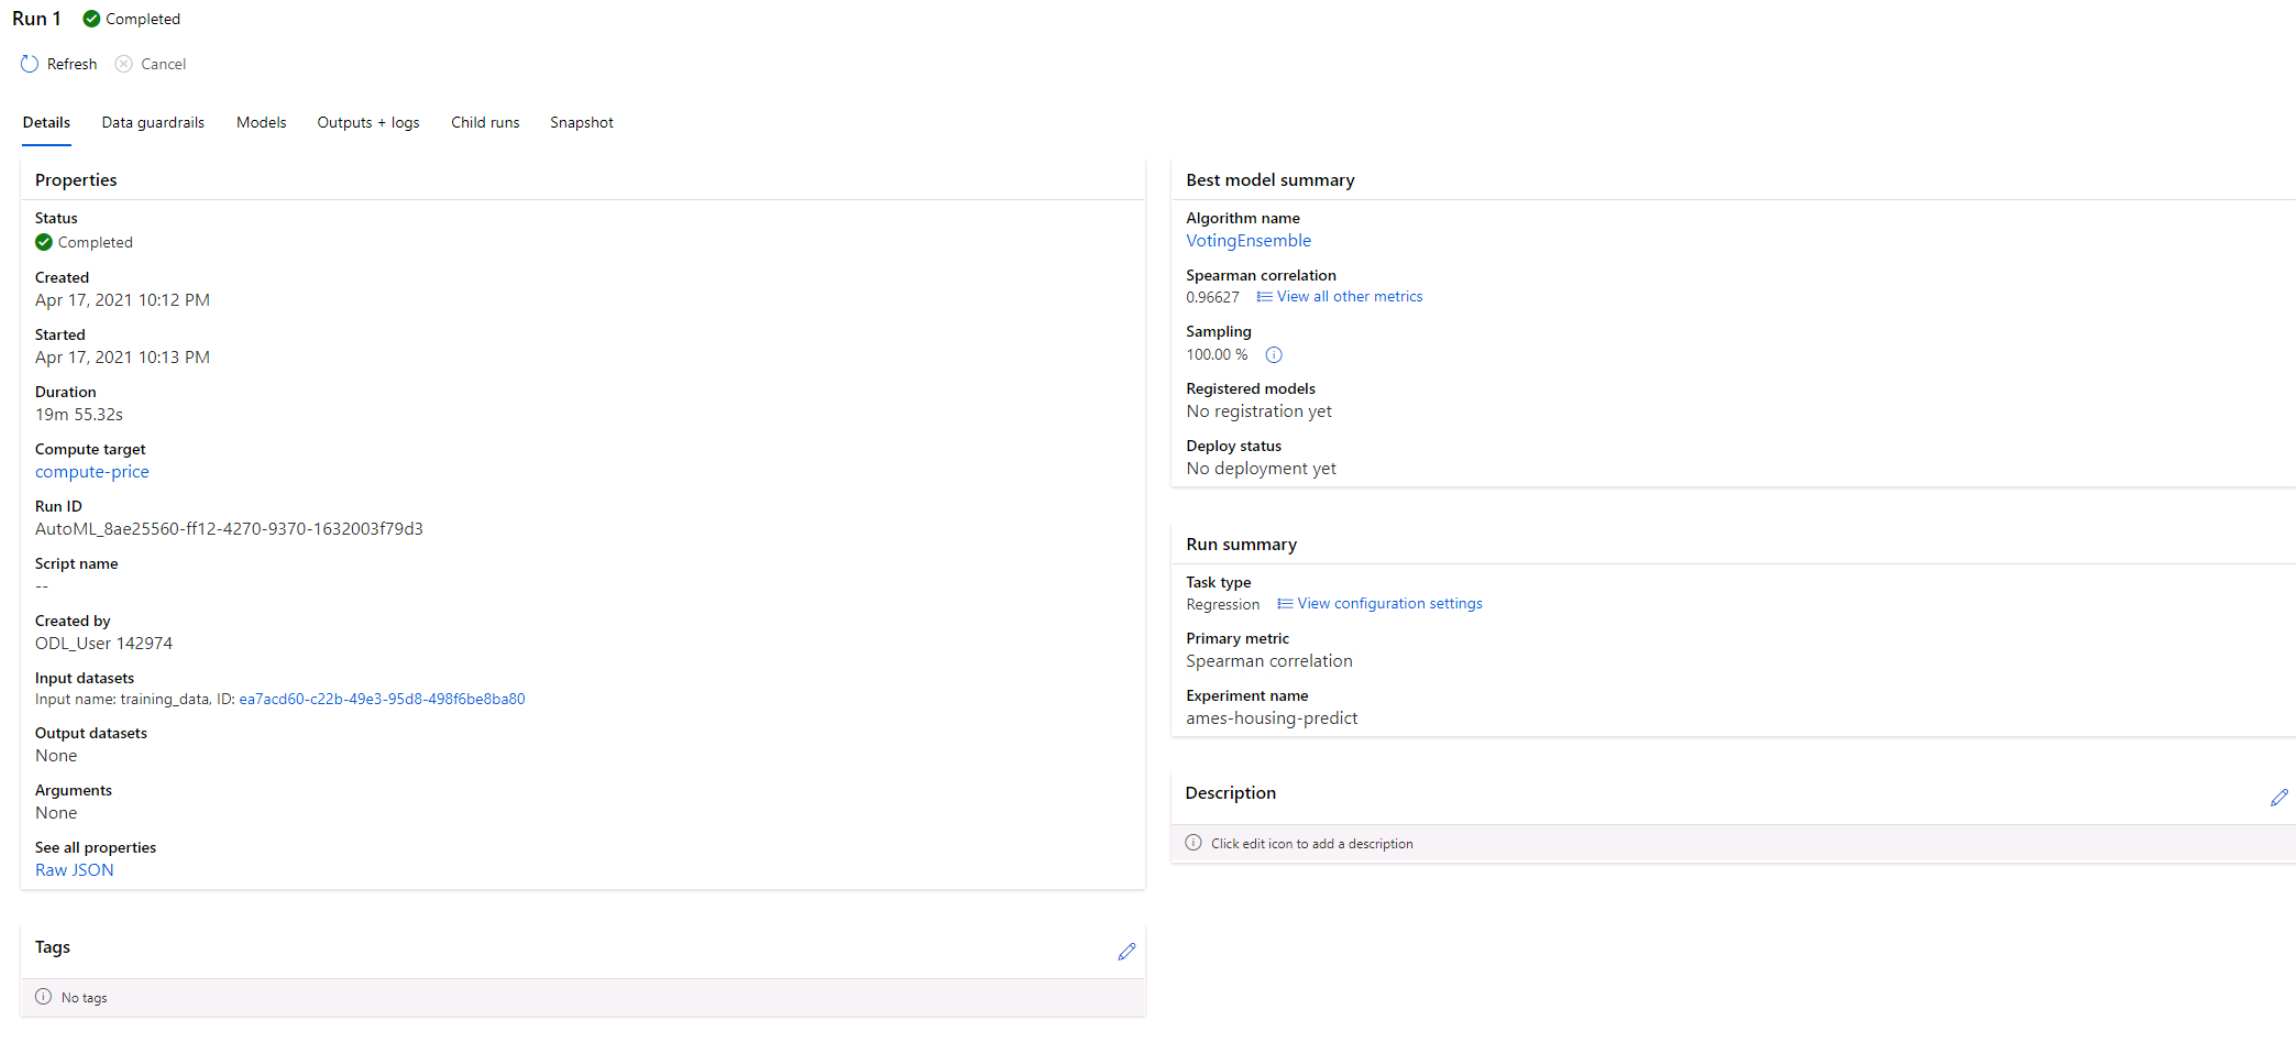 Run 1 Completed
Refresh Cancel
Details Data guardrails Models Outputs + logs Child runs Snapshot
Properties
Status
Completed
Created
Apr 17, 2021 10:12 PM
Started
Apr 17, 2021 10:13 PM
Duration
19m 55.32s
Compute target
compute-price
Run ID
AutoML_8ae25560-ff12-4270-9370-1632003f79d3
Script name
--
Created by
ODL_User 142974
Input datasets
Input name: training_data, ID: ea7acd60-c22b-49e3-95d8-498f6be8ba80
Output datasets
None
Arguments
None
See all properties
Raw JSON
Tags
No tags
Best model summary
Algorithm name
VotingEnsemble
Spearman correlation
0.96627 View all other metrics
Sampling
100.00 %
Registered models
No registration yet
Deploy status
No deployment yet
Run summary
Task type
Regression View configuration settings
Primary metric
Spearman correlation
Experiment name
ames-housing-predict
Description
Click edit icon to add a description